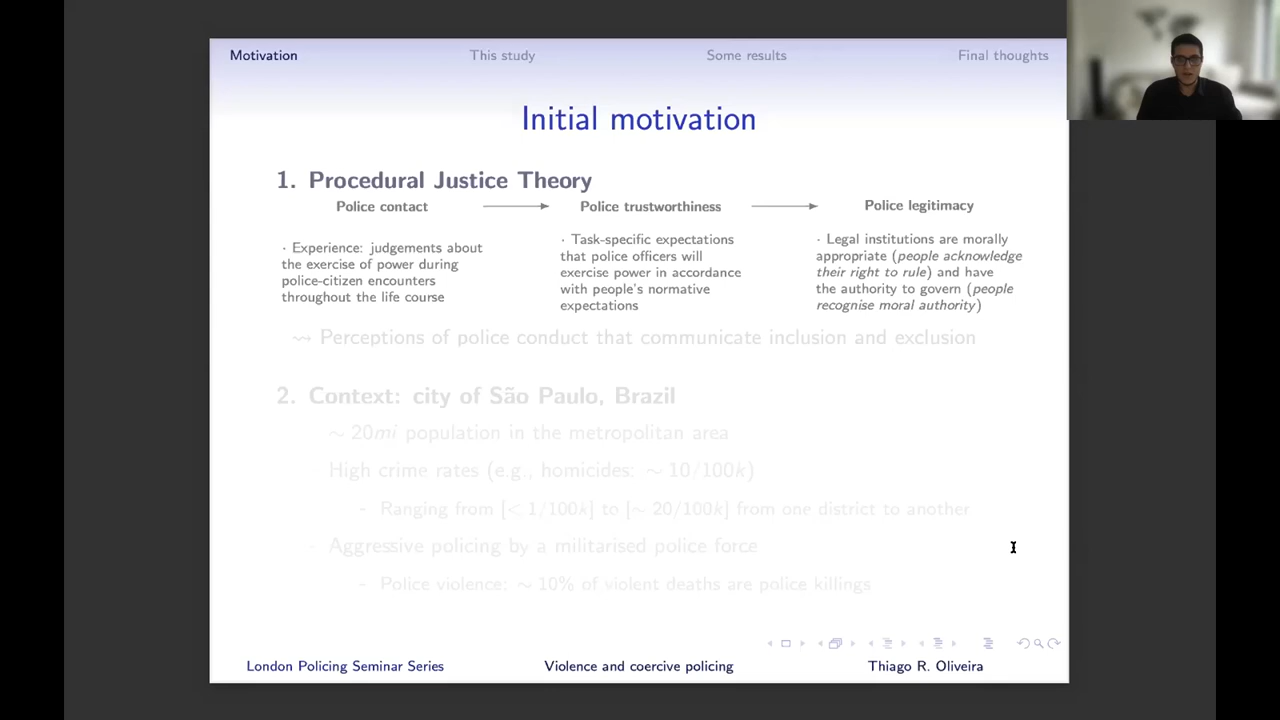 Motivation This study Some results Final thoughts
Initial motivation
1. Procedural Justice Theory
Police contact
Police trustworthiness
Police legitimacy
· Experience: judgements about
the exercise of power during
police-citizen encounters
throughout the life course
· Task-specific expectations
that police officers will
exercise power in accordance
with people's normative
expectations
· Legal institutions are morally
appropriate (people acknowledge
their right to rule) and have
the authority to govern (people
recognise moral authority)
⇝ Perceptions of police conduct that communicate inclusion and exclusion
2. Context: city of São Paulo, Brazil
∼ 20mi population in the metropolitan area
- High crime rates (e.g., homicides: ∼ 10/100k)
- Ranging from [< 1/100k] to [∼ 20/100k] from one district to another
- Aggressive policing by a militarised police force
- Police violence: ∼ 10% of violent deaths are police killings
London Policing Seminar Series Violence and coercive policing Thiago R. Oliveira